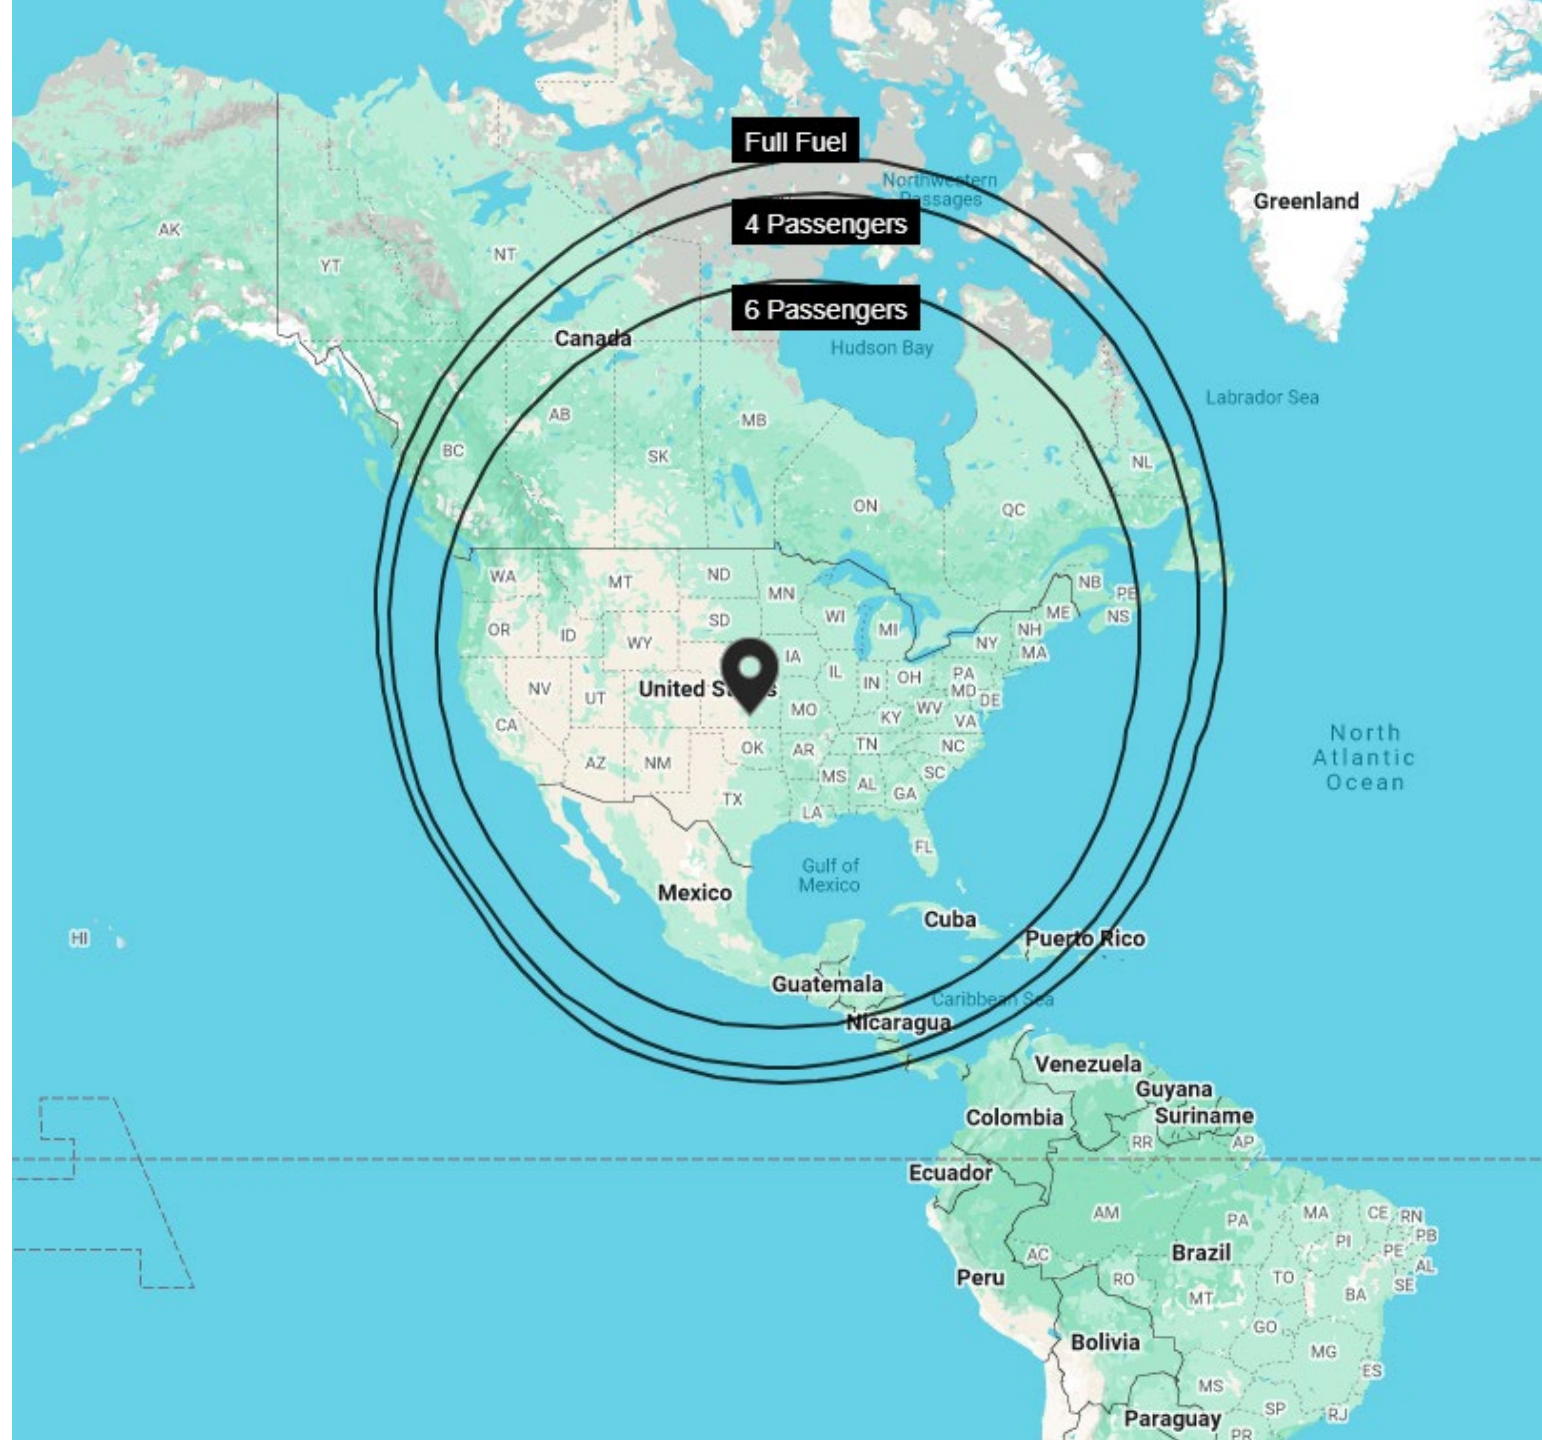 Full Fuel
Northwestern
Passages
Greenland
4 Passengers
AK
NT
YT
6 Passengers
Canada
Hudson Bay
Labrador Sea
AB
MB
BC
SK
NL
ON
QC
WA
MT
ND
MN
NB
PE
OR
ID
WY
SD
WI
MI
ME
NS
NH
NY
MA
IA
IL
IN
OH
PA
MD
DE
NV
UT
United S
s
MO
KY
WV
VA
CA
OK
AR
TN
NC
AZ
NM
MS
AL
SC
GA
TX
LA
FL
North
Atlantic
Ocean
Gulf of
Mexico
Mexico
Cuba
Puerto Rico
HI
Guatemala
Caribbean Sea
Nicaragua
Venezuela
Guyana
Colombia
Suriname
RR
AP
Ecuador
AM
PA
MA
CE
RN
PB
PI
PE
AL
SE
AC
Brazil
Peru
RO
TO
MT
BA
GO
Bolivia
MG
ES
MS
SP
RJ
Paraguay
PR